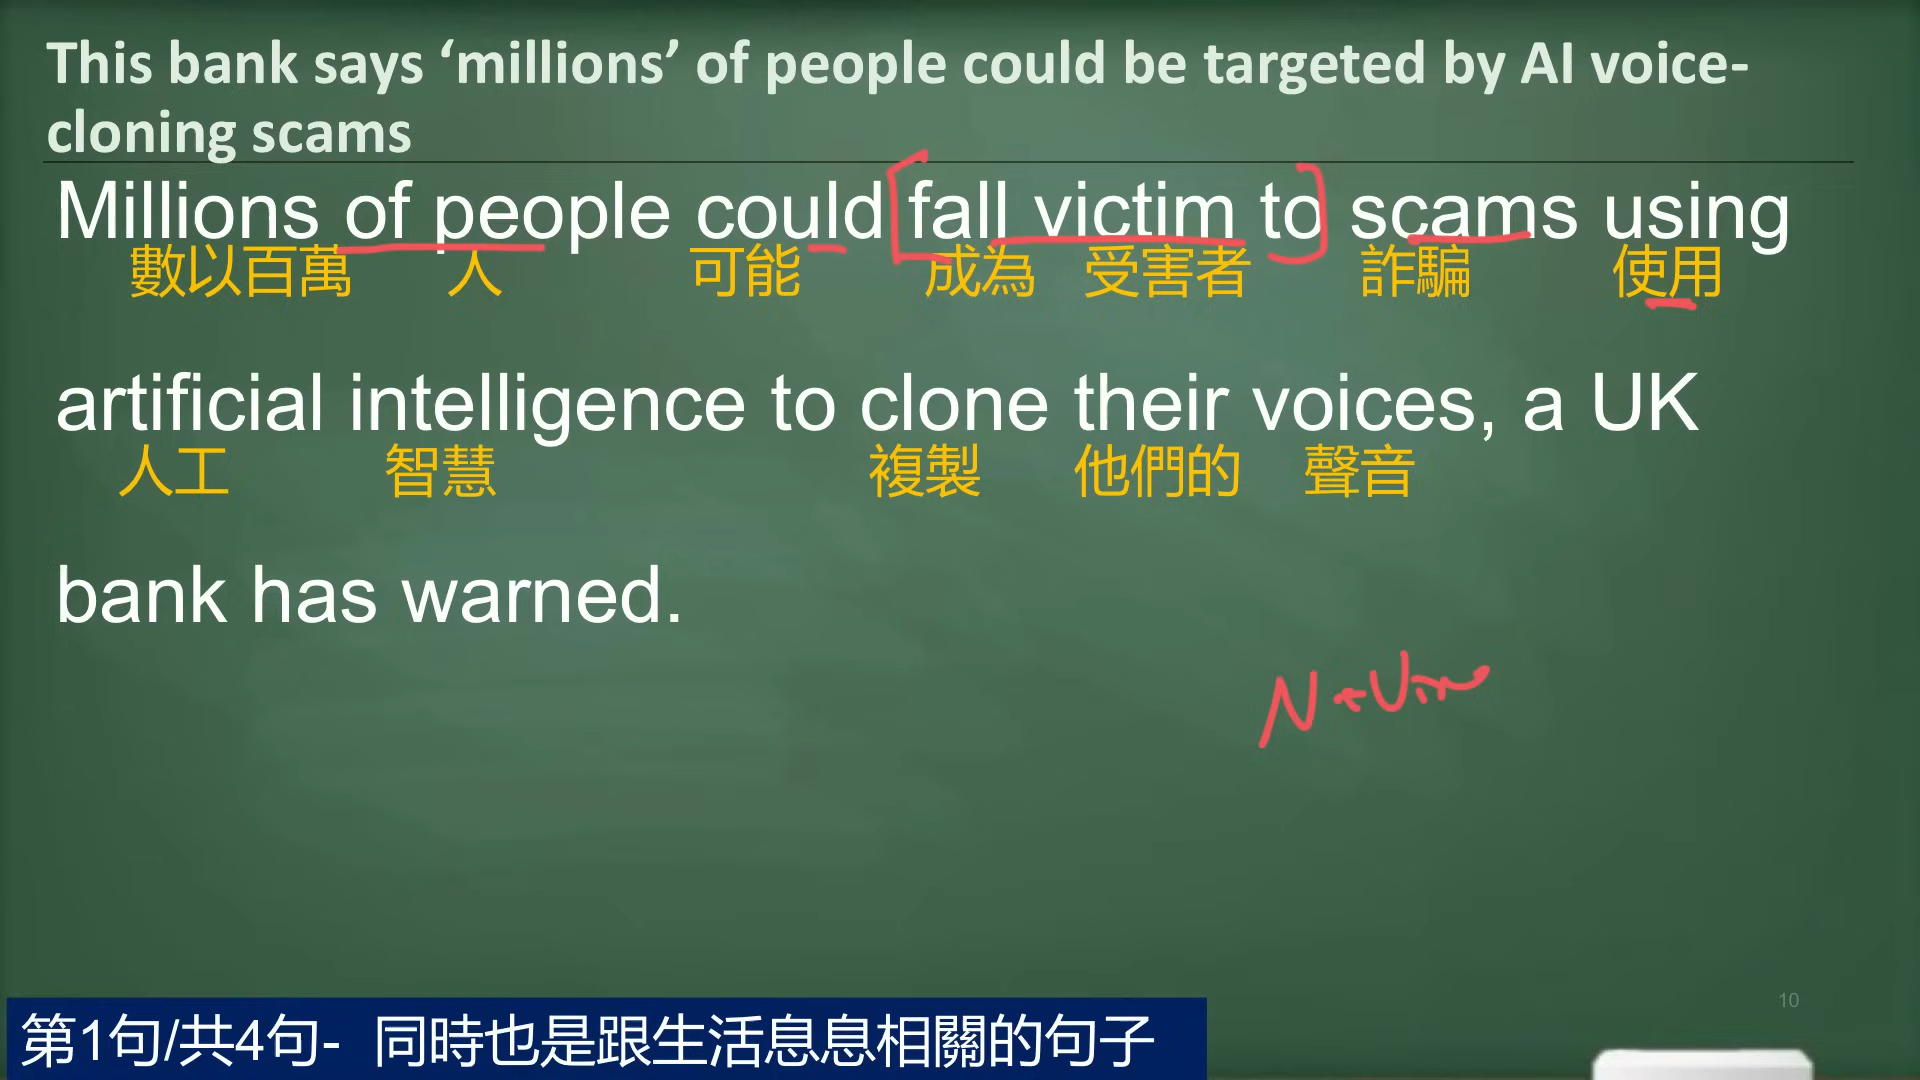 This bank says ‘millions’ of people could be targeted by AI voice-
cloning scams
Millions of people could fall victim to scams using
數以百萬 人 可能 成為 受害者 詐騙 使用
artificial intelligence to clone their voices, a UK
人工 智慧 複製 他們的 聲音
bank has warned.
10
第1句/共4句- 同時也是跟生活息息相關的句子